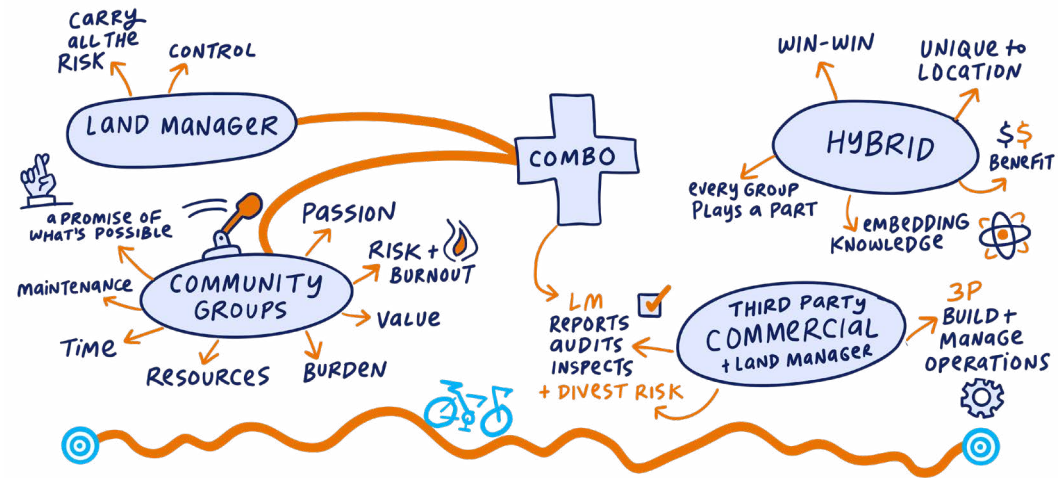 CARRY
ALL THE
RISK
CONTROL
LAND MANAGER
A PROMISE OF
WHAT'S POSSIBLE
PASSION
RISK +
BURNOUT
MAINTENANCE
COMMUNITY
GROUPS
VALUE
TIME
RESOURCES
BURDEN
COMBO
WIN-WIN
UNIQUE to
LOCATION
HYBRID
$$
BENEFIT
EVERY GROUP
PLAYS A PART
EMBEDDING
KNOWLEDGE
LM
REPORTS
AUDITS
INSPECTS
+ DIVEST RISK
THIRD PARTY
COMMERCIAL
+ LAND MANAGER
3P
BUILD +
MANAGE
OPERATIONS